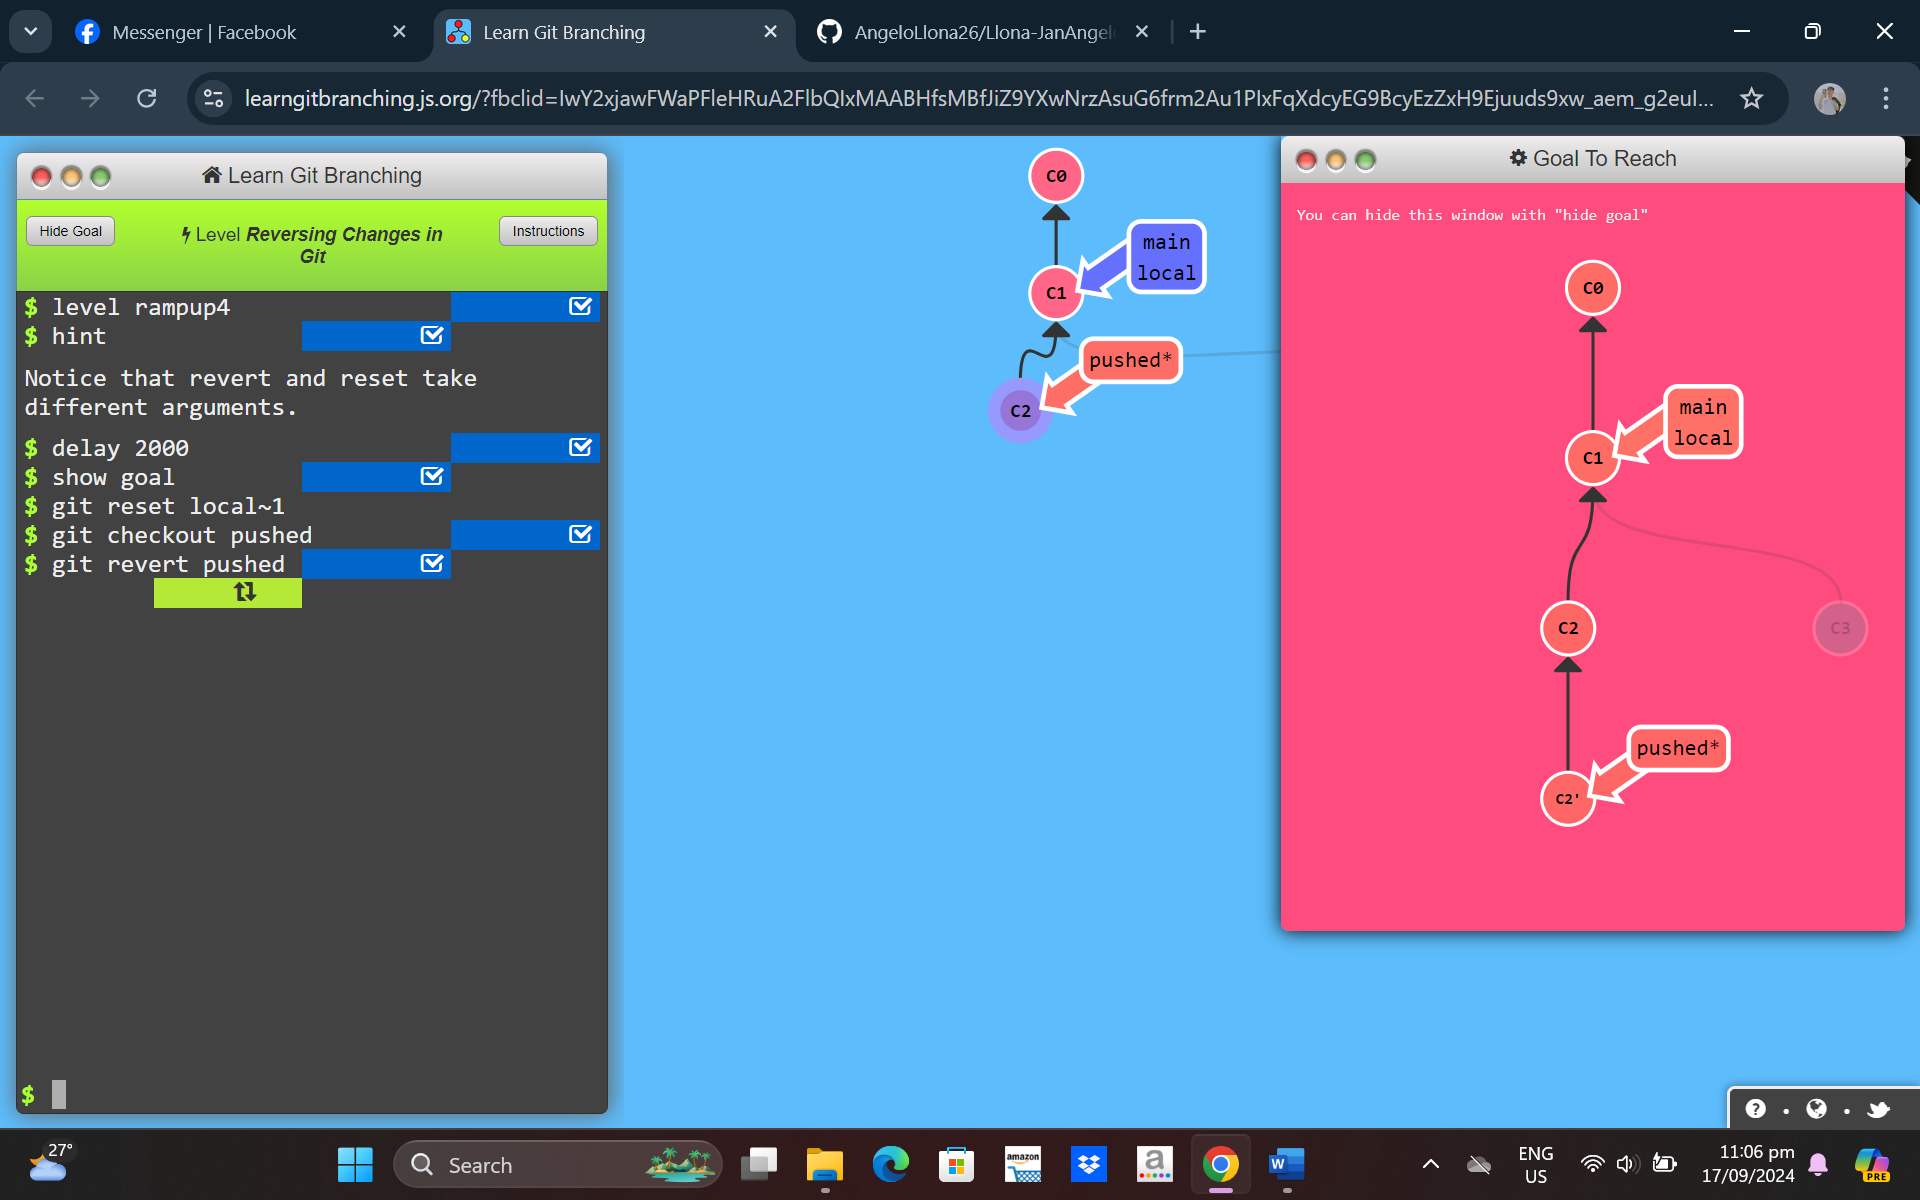 Messenger | Facebook
Learn Git Branching
AngeloLlona26/Llona-JanAngel
learngitbranching.js.org/?fbclid=IwY2xjawFWaPFleHRuA2FlbQIxMAABHfsMBfJiZ9YXwNrzAsuG6frm2Au1PIxFqXdcyEG9BcyEzZxH9Ejuuds9xw_aem_g2euI...
Learn Git Branching
Hide Goal
Level Reversing Changes in
Git
Instructions
$ level rampup4
$ hint
Notice that revert and reset take
different arguments.
$ delay 2000
$ show goal
$ git reset local~1
$ git checkout pushed
$ git revert pushed
$
C0
main
local
C1
pushed*
C2
Goal To Reach
You can hide this window with "hide goal"
C0
main
local
C1
C2
C3
pushed*
C2'
27°
Search
amazon
a
W
ENG
US
11:06 pm
17/09/2024
PRE